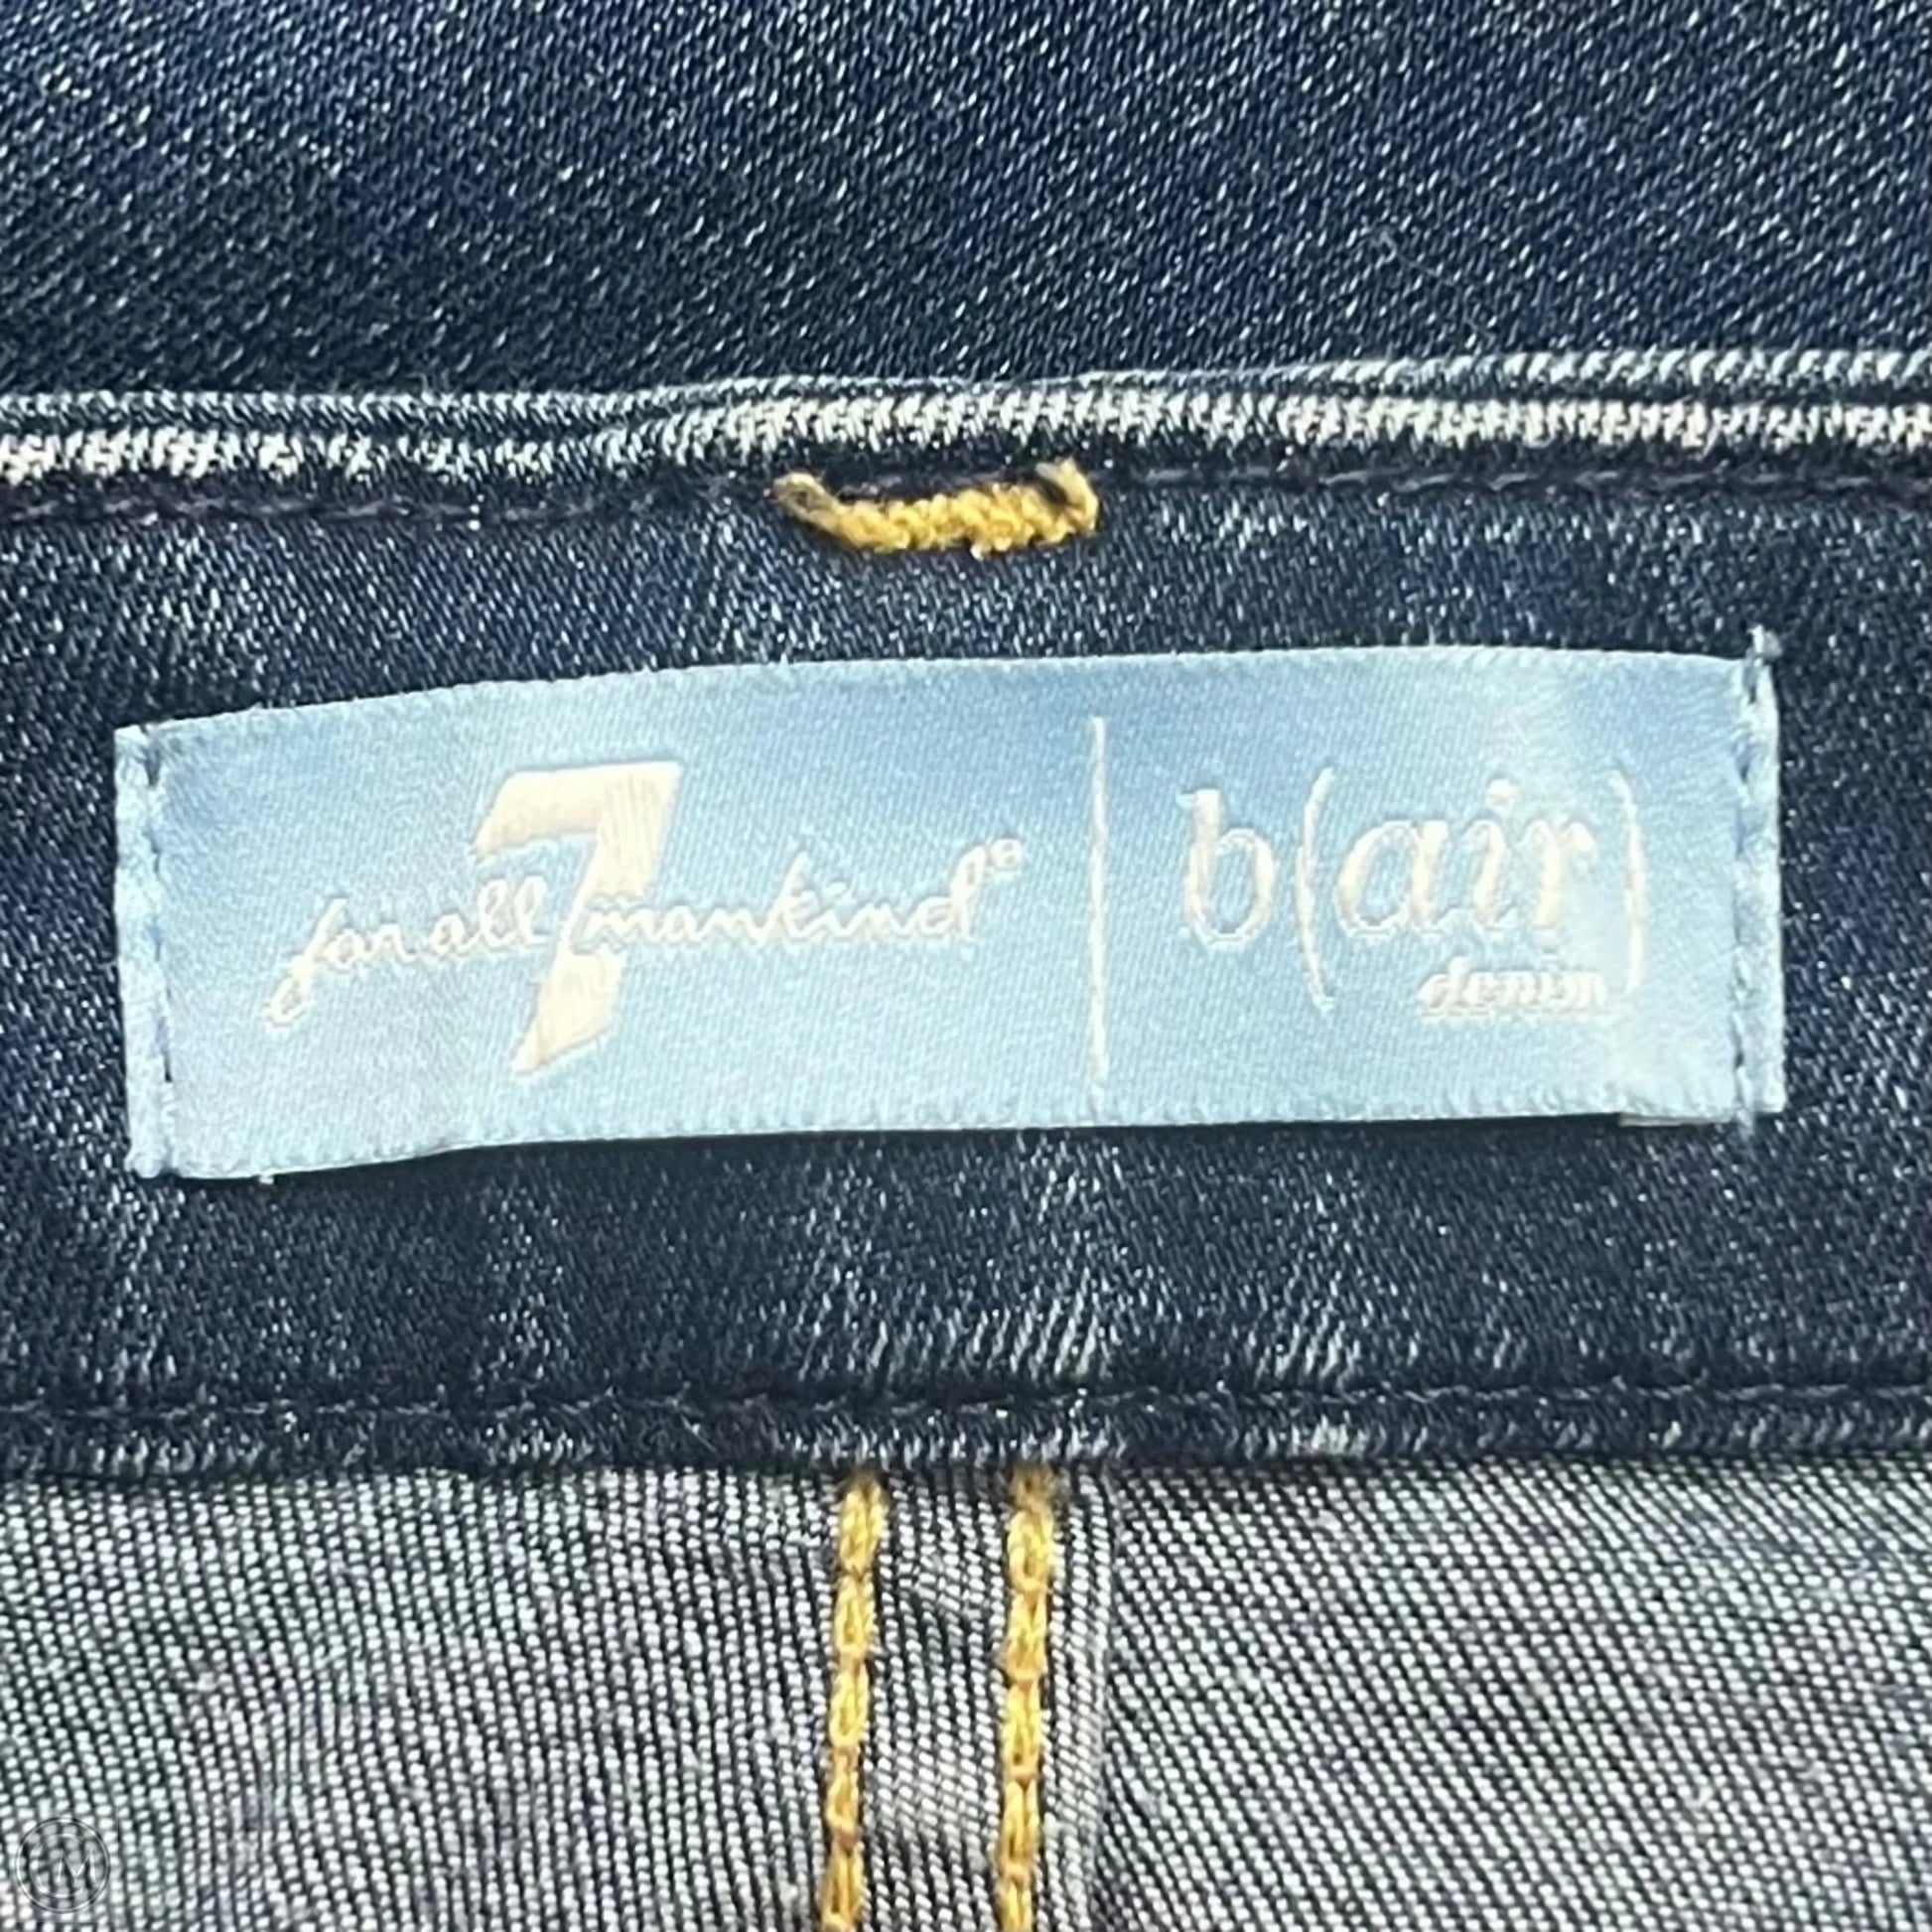 7 for all mankind® | b(air)
denim
M